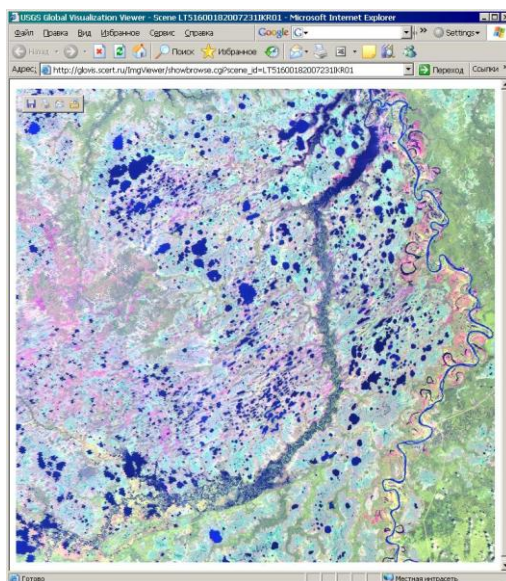 USGS Global Visualization Viewer - Scene LT51600182007231IKR01 - Microsoft Internet Explorer
Файл Правка Вид Избранное Сервис Справка Google G Settings
Назад Поиск Избранное
Адрес: http://glovis.scert.ru/ImgViewer/showbrowse.cgi?scene_id=LT51600182007231IKR01 Переход Ссылки
Готово Местная интрасеть